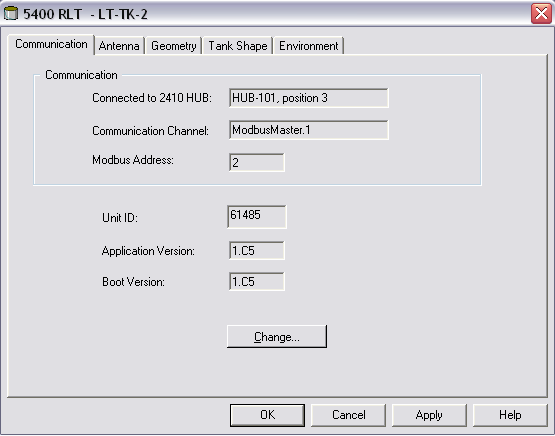 5400 RLT - LT-TK-2
Communication Antenna Geometry Tank Shape Environment
Communication
Connected to 2410 HUB: HUB-101, position 3
Communication Channel: ModbusMaster.1
Modbus Address: 2
Unit ID: 61485
Application Version: 1.C5
Boot Version: 1.C5
Change...
OK Cancel Apply Help